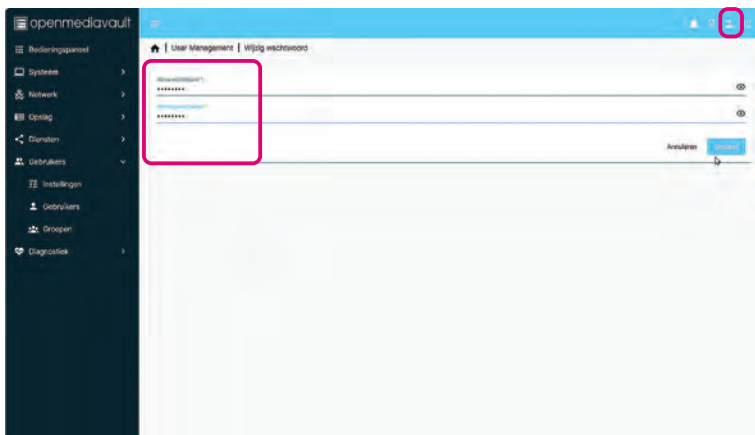 openmediavault
Bedieningspaneel
User Management | Wijzig wachtwoord
Systeem
Netwerk
Opslag
Diensten
Annuleren
Gebruikers
Instellingen
Gebruikers
Groepen
Diagnostiek